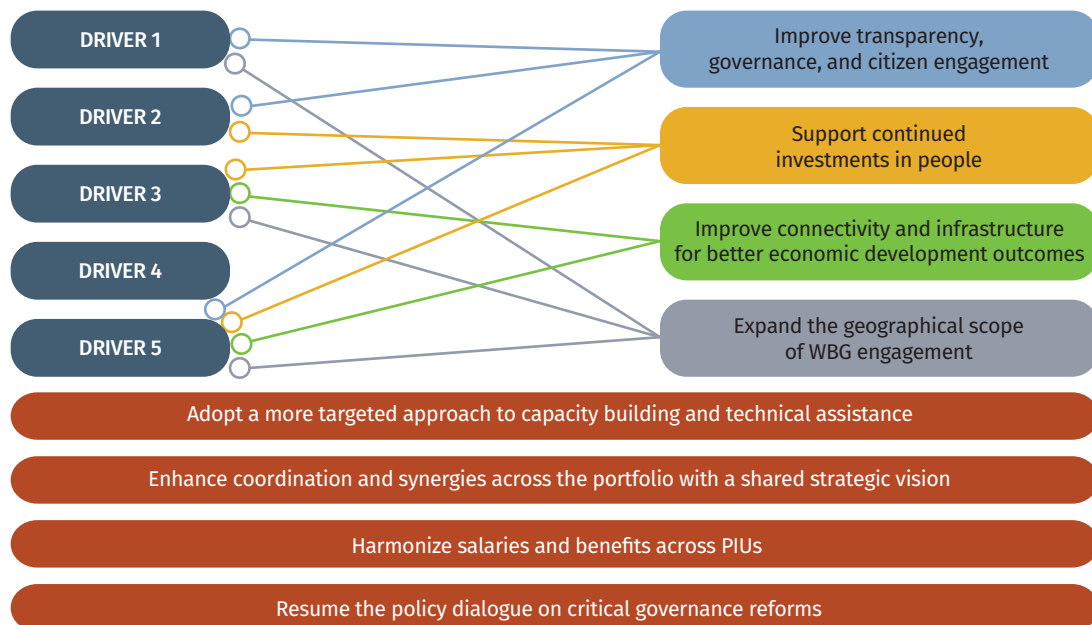 DRIVER 1
DRIVER 2
DRIVER 3
DRIVER 4
DRIVER 5
Improve transparency,
governance, and citizen engagement
Support continued
investments in people
Improve connectivity and infrastructure
for better economic development outcomes
Expand the geographical scope
of WBG engagement
Adopt a more targeted approach to capacity building and technical assistance
Enhance coordination and synergies across the portfolio with a shared strategic vision
Harmonize salaries and benefits across PIUs
Resume the policy dialogue on critical governance reforms